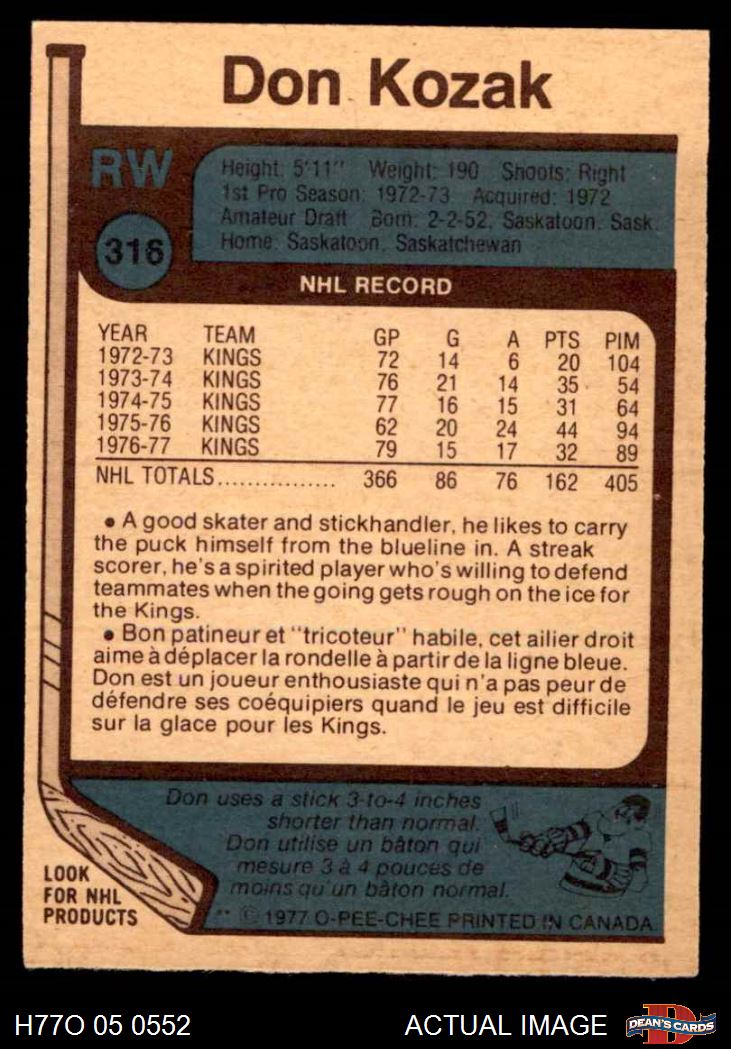 Don Kozak
RW
Height: 5'11" Weight: 190 Shoots: Right
1st Pro Season: 1972-73 Acquired: 1972
Amateur Draft Born: 2-2-52, Saskatoon, Sask.
Home: Saskatoon, Saskatchewan
316
NHL RECORD
YEAR TEAM GP G A PTS PIM
1972-73 KINGS 72 14 6 20 104
1973-74 KINGS 76 21 14 35 54
1974-75 KINGS 77 16 15 31 64
1975-76 KINGS 62 20 24 44 94
1976-77 KINGS 79 15 17 32 89
NHL TOTALS................ 366 86 76 162 405
• A good skater and stickhandler, he likes to carry
the puck himself from the blueline in. A streak
scorer, he's a spirited player who's willing to defend
teammates when the going gets rough on the ice for
the Kings.
• Bon patineur et "tricoteur" habile, cet ailier droit
aime à déplacer la rondelle à partir de la ligne bleue.
Don est un joueur enthousiaste qui n'a pas peur de
défendre ses coéquipiers quand le jeu est difficile
sur la glace pour les Kings.
Don uses a stick 3-to-4 inches
shorter than normal.
Don utilise un bâton qui
mesure 3 à 4 pouces de
moins qu'un bâton normal.
LOOK
FOR NHL
PRODUCTS
** © 1977 O-PEE-CHEE PRINTED IN CANADA
H77O 05 0552
ACTUAL IMAGE
D
DEAN'S CARDS